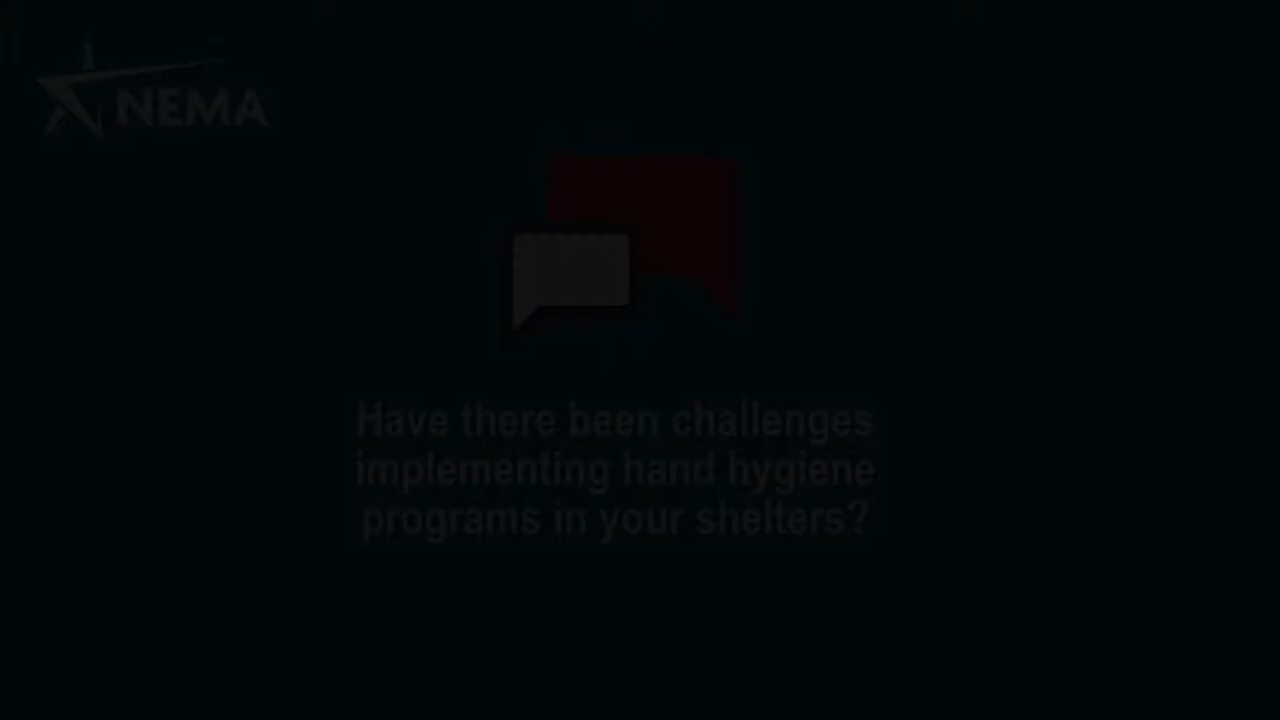 NEMA
Have there been challenges
implementing hand hygiene
programs in your shelters?